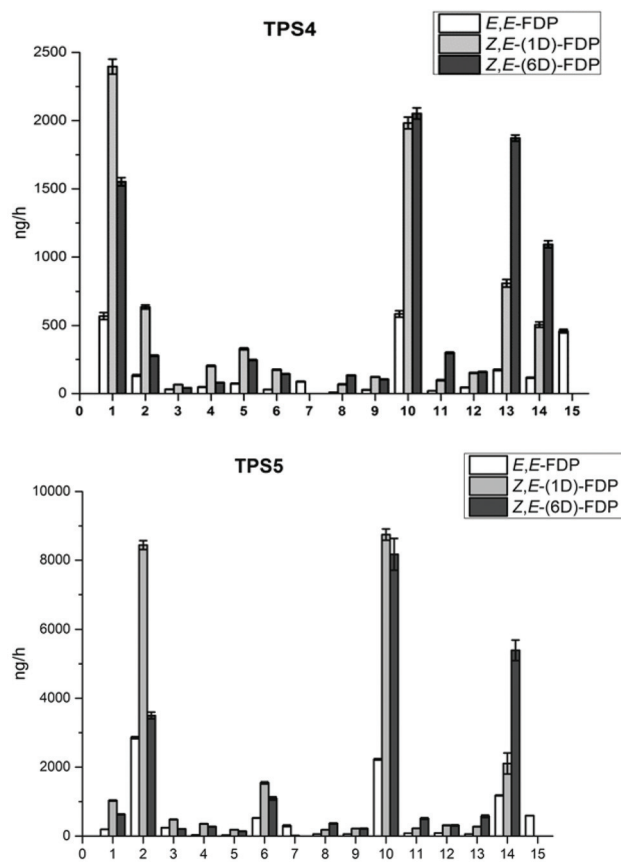 TPS4
E,E-FDP
Z,E-(1D)-FDP
Z,E-(6D)-FDP
2500
2000
1500
1000
500
0
ng/h
0 1 2 3 4 5 6 7 8 9 10 11 12 13 14 15
TPS5
E,E-FDP
Z,E-(1D)-FDP
Z,E-(6D)-FDP
10000
8000
6000
4000
2000
0
ng/h
0 1 2 3 4 5 6 7 8 9 10 11 12 13 14 15